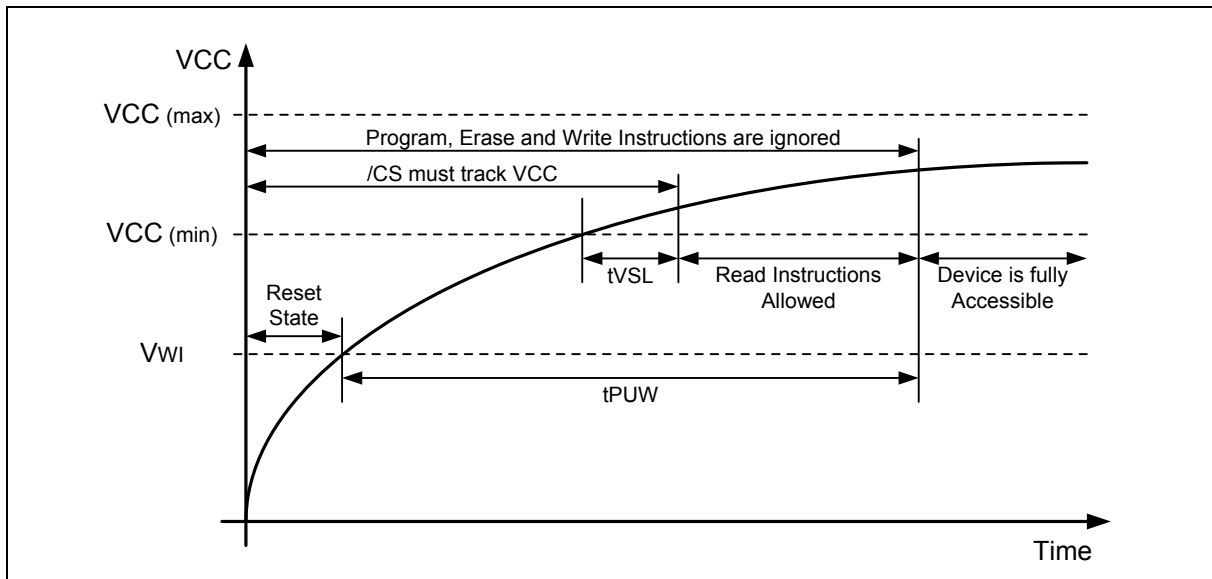 VCC
VCC (max)
Program, Erase and Write Instructions are ignored
/CS must track VCC
VCC (min)
tVSL
Read Instructions
Allowed
Device is fully
Accessible
Reset
State
VWI
tPUW
Time